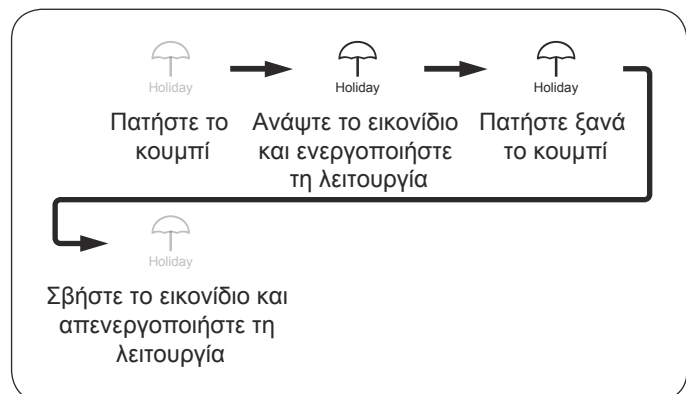 Holiday
Πατήστε το
κουμπί
Holiday
Ανάψτε το εικονίδιο
και ενεργοποιήστε
τη λειτουργία
Holiday
Πατήστε ξανά
το κουμπί
Holiday
Σβήστε το εικονίδιο και
απενεργοποιήστε τη
λειτουργία